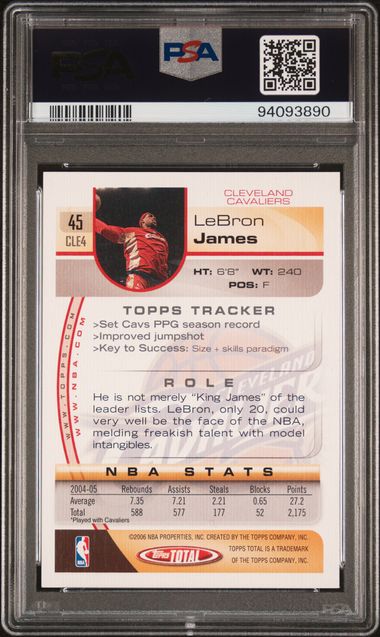 PSA
PSA
94093890
45
CLE4
CLEVELAND
CAVALIERS
LeBron
James
HT: 6'8" WT: 240
POS: F
TOPPS TRACKER
>Set Cavs PPG season record
>Improved jumpshot
>Key to Success: Size + skills paradigm
WWW.TOPPS.COM
WWW.NBA.COM
ROLE
He is not merely "King James" of the
leader lists. LeBron, only 20, could
very well be the face of the NBA,
melding freakish talent with model
intangibles.
CLEVELAND
NBA STATS
2004-05 Rebounds Assists Steals Blocks Points
Average 7.35 7.21 2.21 0.65 27.2
Total 588 577 177 52 2,175
*Played with Cavaliers
©2006 NBA PROPERTIES, INC. CREATED BY THE TOPPS COMPANY, INC.
NBA
Topps TOTAL
TOPPS TOTAL IS A TRADEMARK
OF THE TOPPS COMPANY, INC.